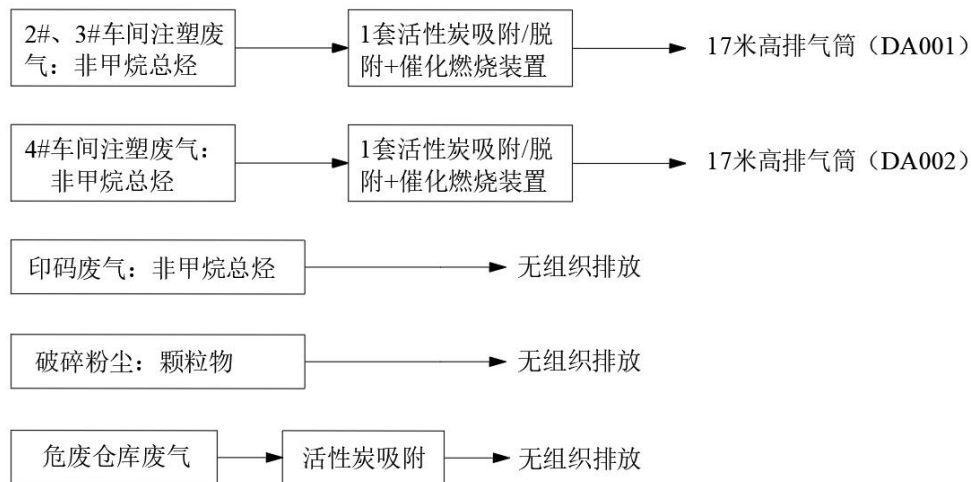 2#、3#车间注塑废
气：非甲烷总烃
1套活性炭吸附/脱
附+催化燃烧装置
17米高排气筒（DA001）
4#车间注塑废气：
非甲烷总烃
1套活性炭吸附/脱
附+催化燃烧装置
17米高排气筒（DA002）
印码废气：非甲烷总烃
无组织排放
破碎粉尘：颗粒物
无组织排放
危废仓库废气
活性炭吸附
无组织排放